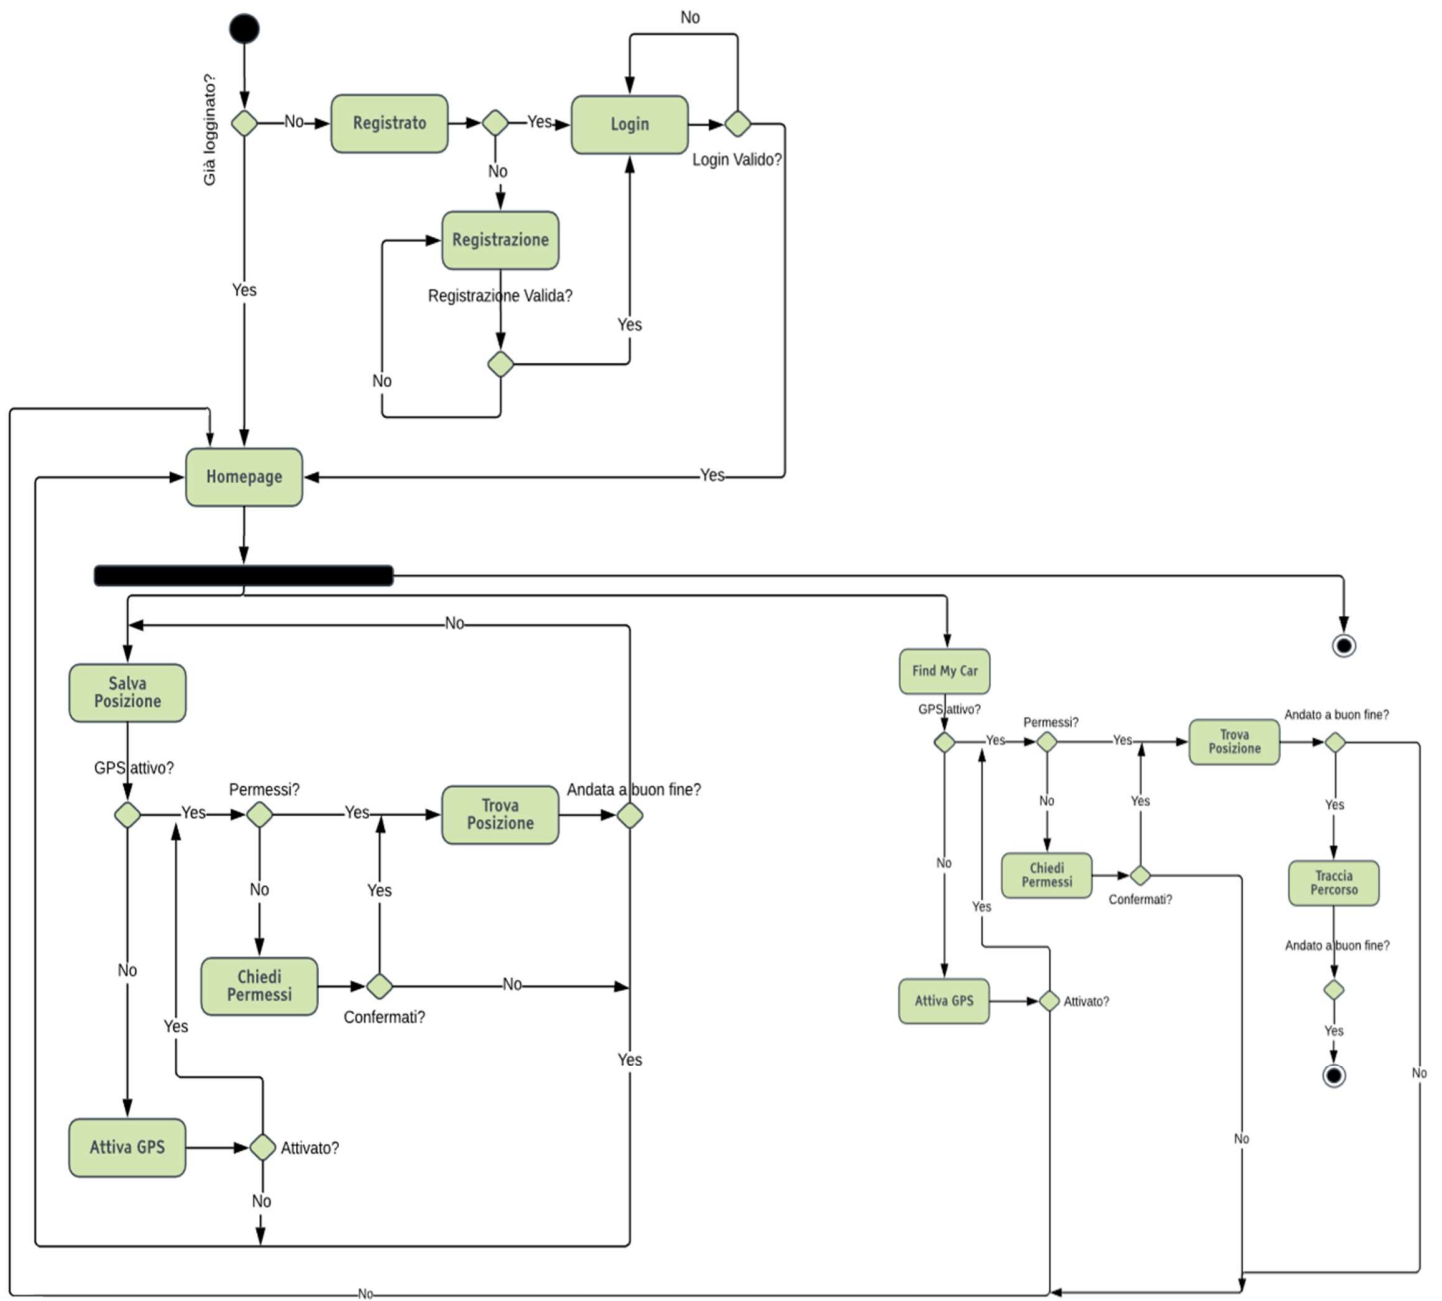 No
Già logginato?
No
Registrato
Yes
Login
Login Valido?
No
Registrazione
Registrazione Valida?
Yes
Yes
No
Homepage
Yes
No
Salva
Posizione
GPS attivo?
Permessi?
Yes
Yes
Trova
Posizione
Andata a buon fine?
No
Yes
No
Chiedi
Permessi
No
Confermati?
Yes
Yes
Attiva GPS
Attivato?
No
Find My Car
GPS attivo?
Permessi?
Yes
Yes
Trova
Posizione
Andato a buon fine?
No
Yes
Yes
No
Chiedi
Permessi
Confermati?
Traccia
Percorso
Yes
Andato a buon fine?
Attiva GPS
Attivato?
Yes
No
No
No